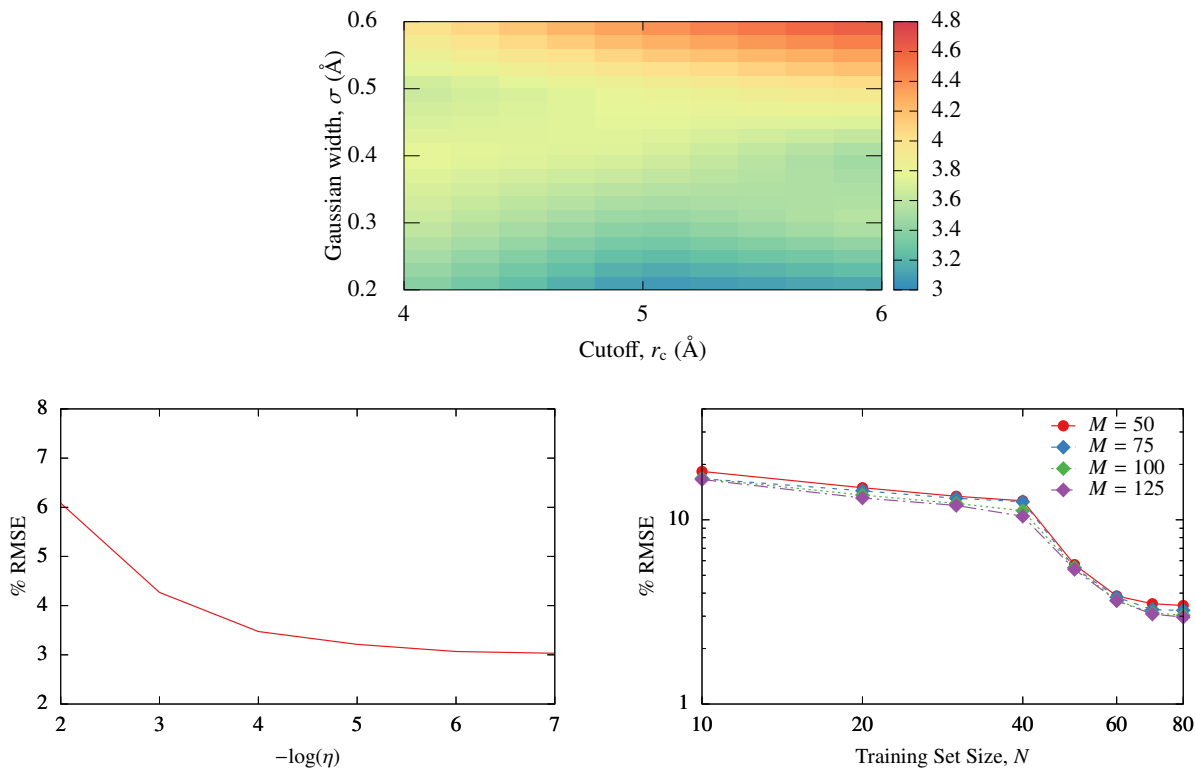 0.6
0.5
0.4
0.3
0.2
Gaussian width, σ (Å)
4 5 6
Cutoff, r_c (Å)
4.8
4.6
4.4
4.2
4
3.8
3.6
3.4
3.2
3
8
7
6
5
4
3
2
% RMSE
2 3 4 5 6 7
−log(η)
10
1
% RMSE
10 20 40 60 80
Training Set Size, N
M = 50
M = 75
M = 100
M = 125